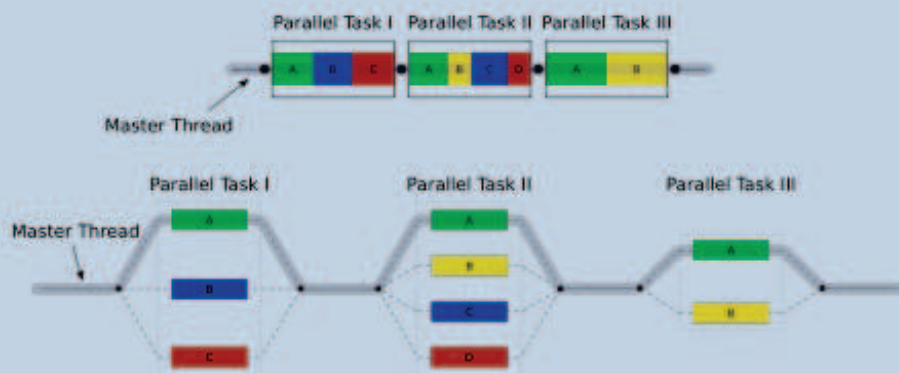 Parallel Task I Parallel Task II Parallel Task III
A B C A B C D A B
Master Thread
Parallel Task I Parallel Task II Parallel Task III
A A
Master Thread
A
B
B
C
B
C D